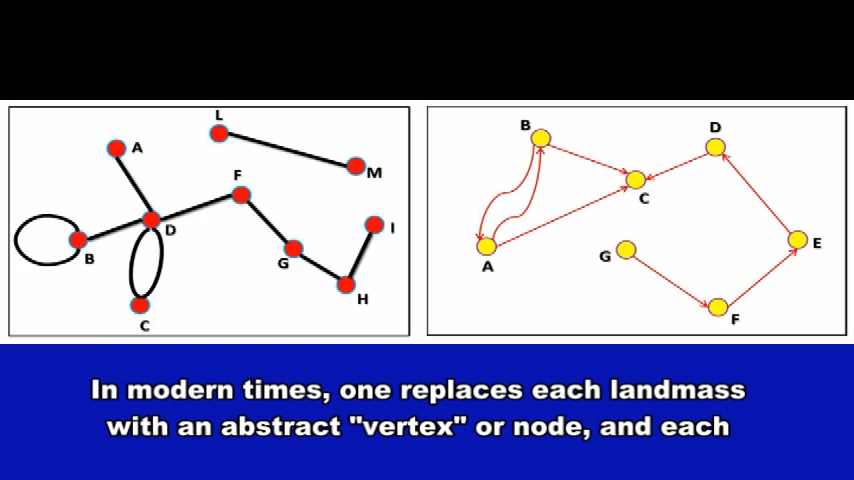 L
A
M
F
D
I
B
G
H
C
B
D
C
A
G
E
F
In modern times, one replaces each landmass
with an abstract "vertex" or node, and each